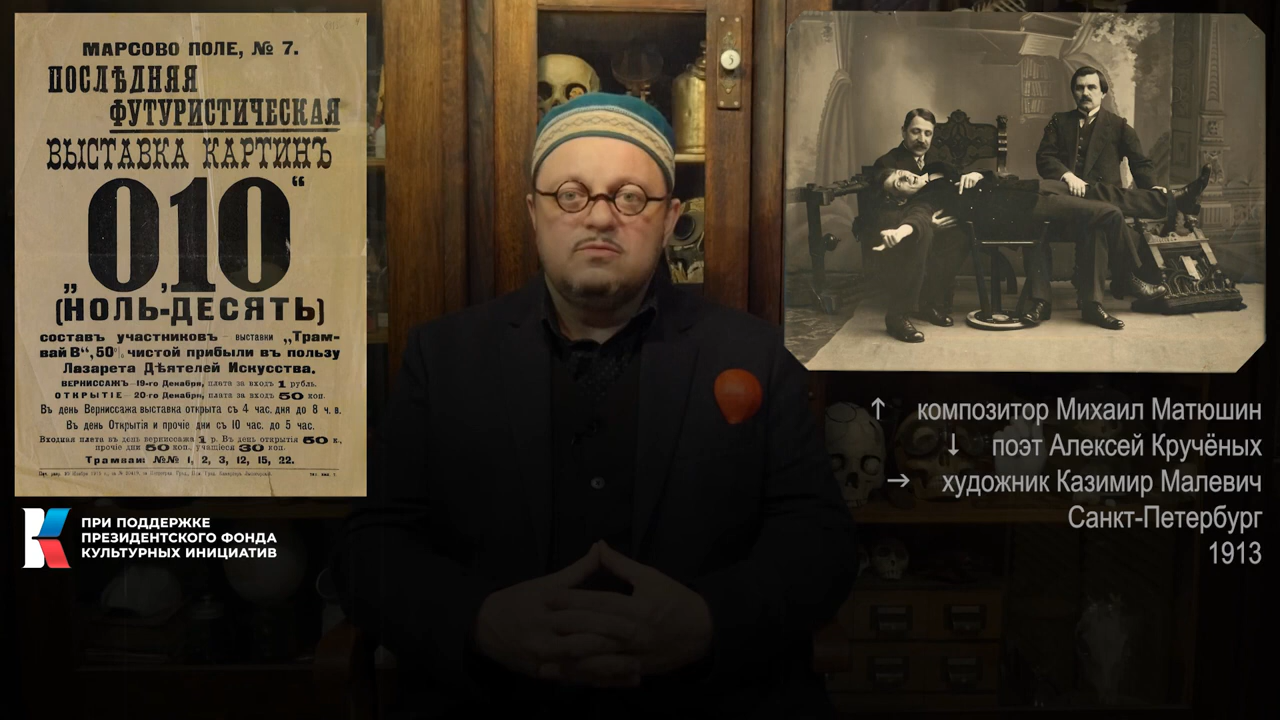 МАРСОВО ПОЛЕ, № 7.
ПОСЛѢДНЯЯ
ФУТУРИСТИЧЕСКАЯ
ВЫСТАВКА КАРТИНЪ
„0,10“
(НОЛЬ-ДЕСЯТЬ)
составъ участниковъ выставки „Трам-
вай В“, 50% чистой прибыли въ пользу
Лазарета Дѣятелей Искусства.
ВЕРНИССАЖЪ 19-го Декабря, плата за входъ 1 рубль.
ОТКРЫТІЕ 20-го Декабря, плата за входъ 50 коп.
Въ день Верниссажа выставка открыта съ 4 час. дня до 8 ч. в.
Въ день Открытія и прочіе дни съ 10 час. до 5 час.
Входная плата въ день верниссажа 1 р. Въ день открытія 50 к.,
прочіе дни 50 коп., учащіеся 30 коп.
Трамваи: №№ 1, 2, 3, 12, 15, 22.
ПРИ ПОДДЕРЖКЕ
ПРЕЗИДЕНТСКОГО ФОНДА
КУЛЬТУРНЫХ ИНИЦИАТИВ
↑ композитор Михаил Матюшин
↓ поэт Алексей Кручёных
→ художник Казимир Малевич
Санкт-Петербург
1913